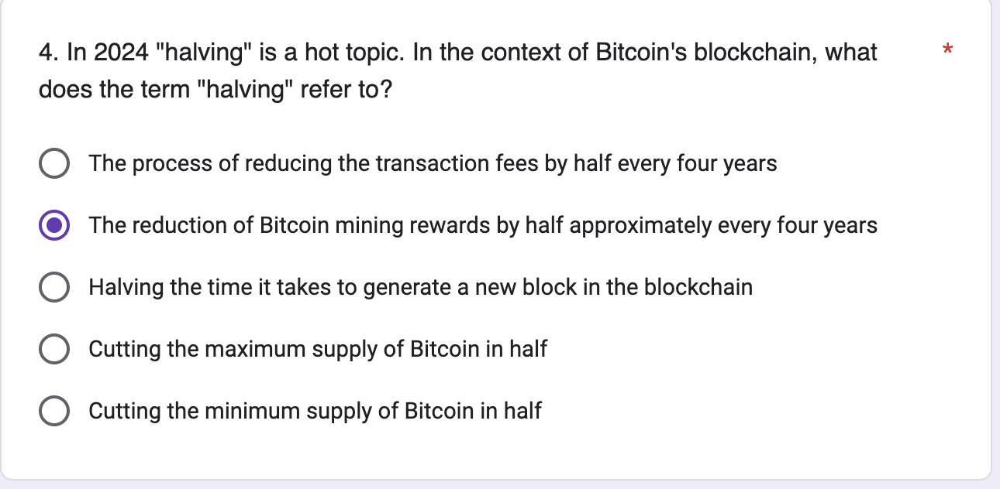 4. In 2024 "halving" is a hot topic. In the context of Bitcoin's blockchain, what *
does the term "halving" refer to?
The process of reducing the transaction fees by half every four years
The reduction of Bitcoin mining rewards by half approximately every four years
Halving the time it takes to generate a new block in the blockchain
Cutting the maximum supply of Bitcoin in half
Cutting the minimum supply of Bitcoin in half